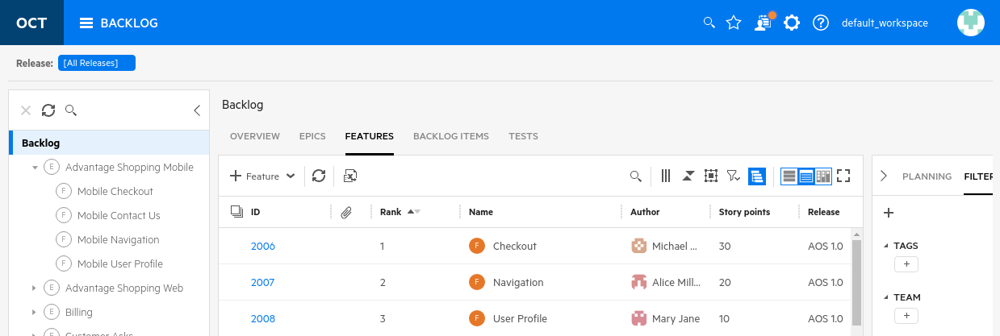 OCT
BACKLOG
default_workspace
Release: [All Releases]
Backlog
E Advantage Shopping Mobile
F Mobile Checkout
F Mobile Contact Us
F Mobile Navigation
F Mobile User Profile
E Advantage Shopping Web
E Billing
Customer Asks
Backlog
OVERVIEW EPICS FEATURES BACKLOG ITEMS TESTS
Feature
ID Rank Name Author Story points Release
2006 1 F Checkout Michael ... 30 AOS 1.0
2007 2 F Navigation Alice Mill... 20 AOS 1.0
2008 3 F User Profile Mary Jane 10 AOS 1.0
PLANNING FILTER
TAGS
+
TEAM
+